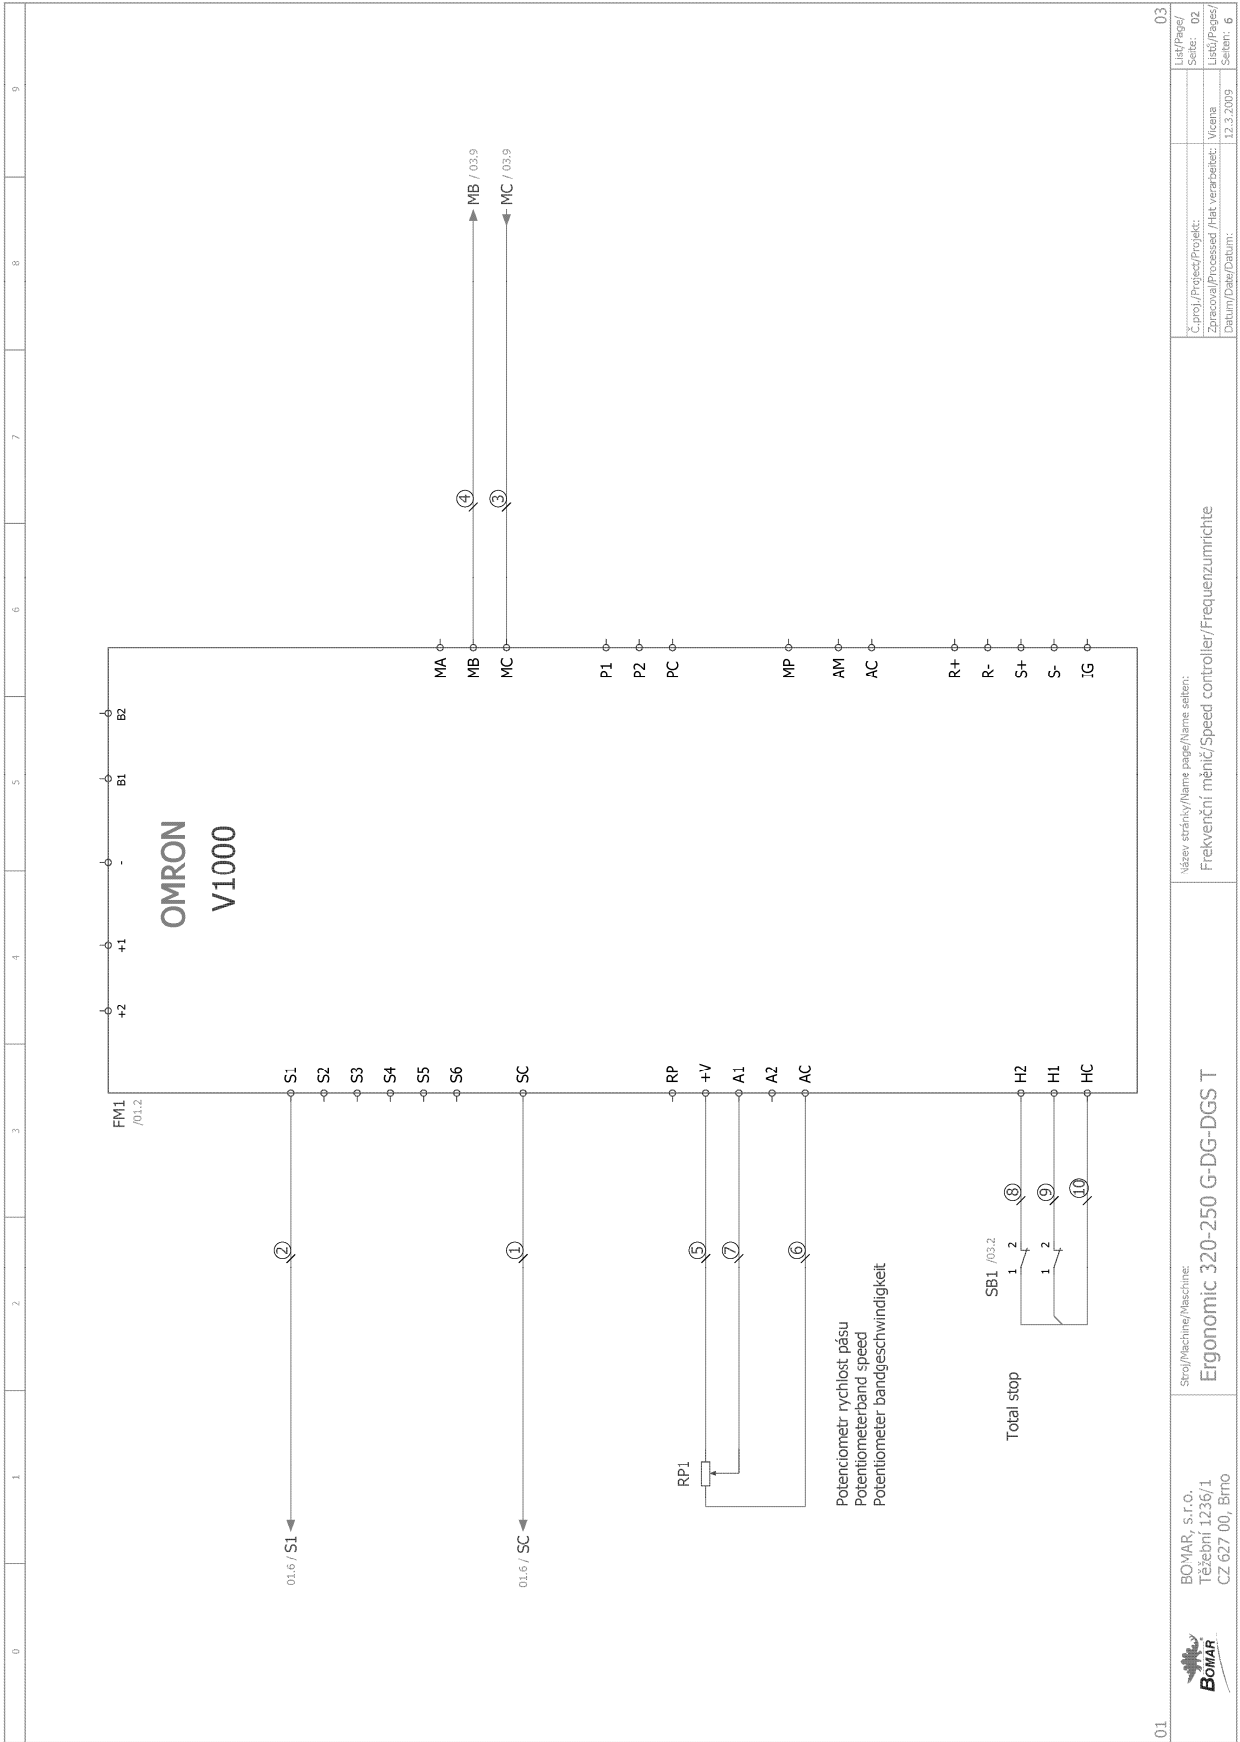 0
1
2
3
4
5
6
7
8
9
FM1
/01.2
+2
+1
-
B1
B2
OMRON
V1000
01.6 / S1
2
S1
S2
S3
S4
S5
S6
01.6 / SC
1
SC
MA
MB
4
MB / 03.9
MC
3
MC / 03.9
RP
RP1
5
+V
7
A1
A2
6
AC
P1
P2
PC
MP
AM
AC
Potenciometr rychlost pásu
Potentiometerband speed
Potentiometer bandgeschwindigkeit
R+
R-
S+
S-
IG
Total stop
SB1 /03.2
1
2
8
H2
1
2
9
H1
10
HC
01
03
BOMAR
BOMAR, s.r.o.
Těžební 1236/1
CZ 627 00, Brno
Stroj/Machine/Maschine:
Ergonomic 320-250 G-DG-DGS T
Název stránky/Name page/Name seiten:
Frekvenční měnič/Speed controller/Frequenzumrichte
Č.proj./Project/Projekt:
Zpracoval/Processed /Hat verarbeitet: Vicena
Datum/Date/Datum: 12.3.2009
List/Page/
Seite: 02
Listů/Pages/
Seiten: 6